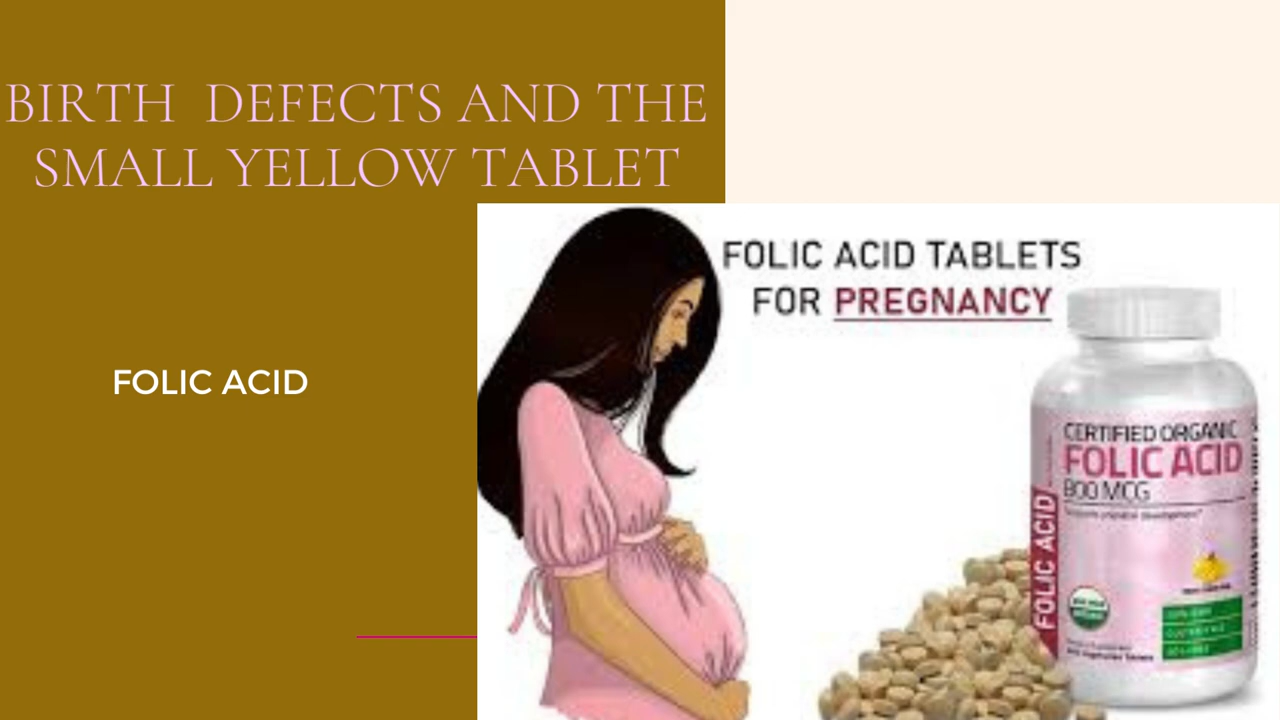 BIRTH DEFECTS AND THE
SMALL YELLOW TABLET
FOLIC ACID
FOLIC ACID TABLETS
FOR PREGNANCY
CERTIFIED ORGANIC
FOLIC ACID
800 MCG
FOLIC ACID